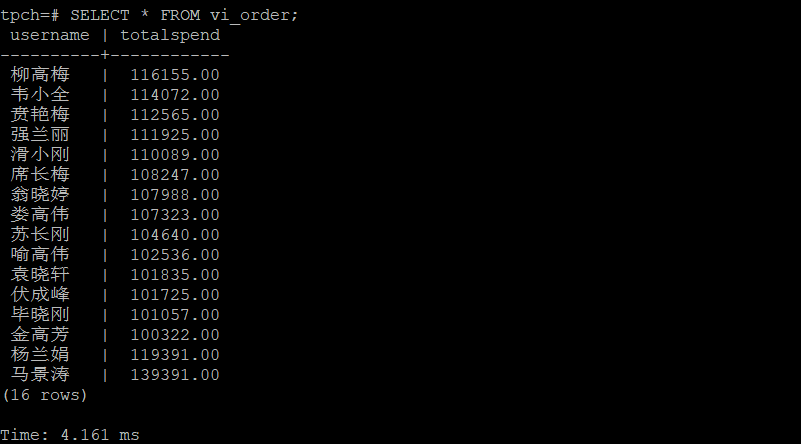 tpch=# SELECT * FROM vi_order;
 username | totalspend
----------+------------
 柳高梅   |  116155.00
 韦小全   |  114072.00
 贲艳梅   |  112565.00
 强兰丽   |  111925.00
 滑小刚   |  110089.00
 席长梅   |  108247.00
 翁晓婷   |  107988.00
 娄高伟   |  107323.00
 苏长刚   |  104640.00
 喻高伟   |  102536.00
 袁晓轩   |  101835.00
 伏成峰   |  101725.00
 毕晓刚   |  101057.00
 金高芳   |  100322.00
 杨兰娟   |  119391.00
 马景涛   |  139391.00
(16 rows)
Time: 4.161 ms